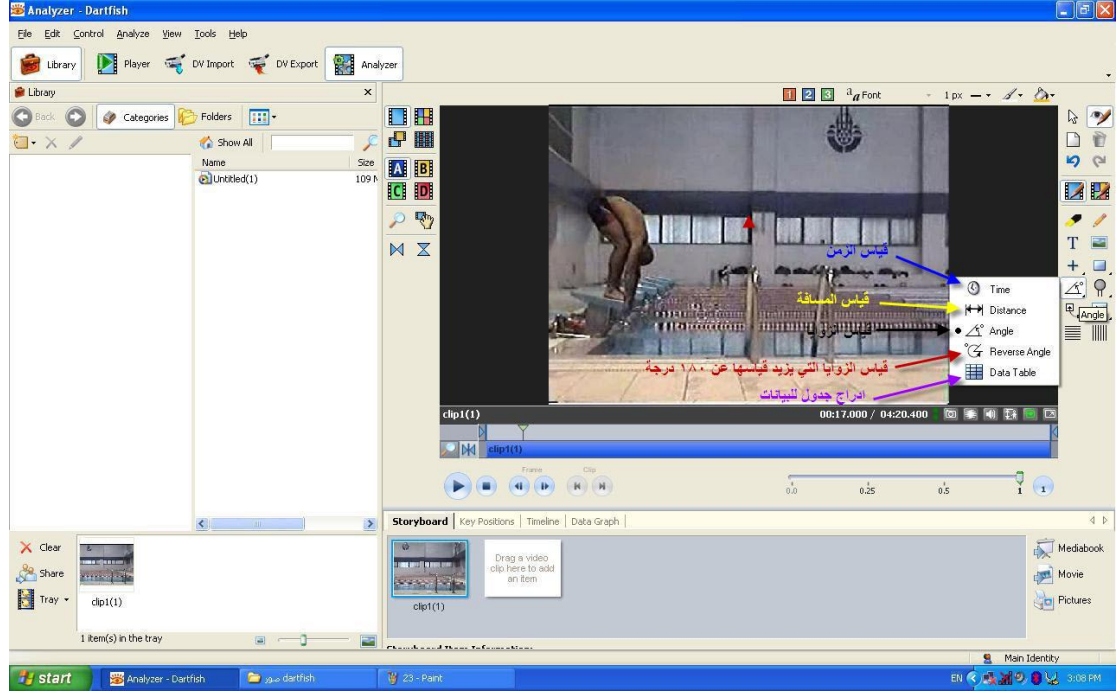 Analyzer - Dartfish
File Edit Control Analyze View Tools Help
Library Player DV Import DV Export Analyzer
Library
Back Categories Folders
Show All
Name Size
Untitled(1) 109 M
1 2 3 a a Font 1 px
A B
C D
T
قياس الزمن
قياس المسافة
قياس الزوايا
قياس الزوايا التي يزيد قياسها عن ١٨٠ درجة
ادراج جدول للبيانات
Time
Distance
Angle
Reverse Angle
Data Table
Angle
clip1(1) 00:17.000 / 04:20.400
clip1(1)
Frame Clip
0.0 0.25 0.5 1 1
Storyboard Key Positions Timeline Data Graph
Clear
Share
Tray
clip1(1)
1 item(s) in the tray
Drag a video
clip here to add
an item
clip1(1)
Mediabook
Movie
Pictures
Storyboard Item Information:
Main Identity
start Analyzer - Dartfish صور dartfish 23 - Paint EN 3:08 PM